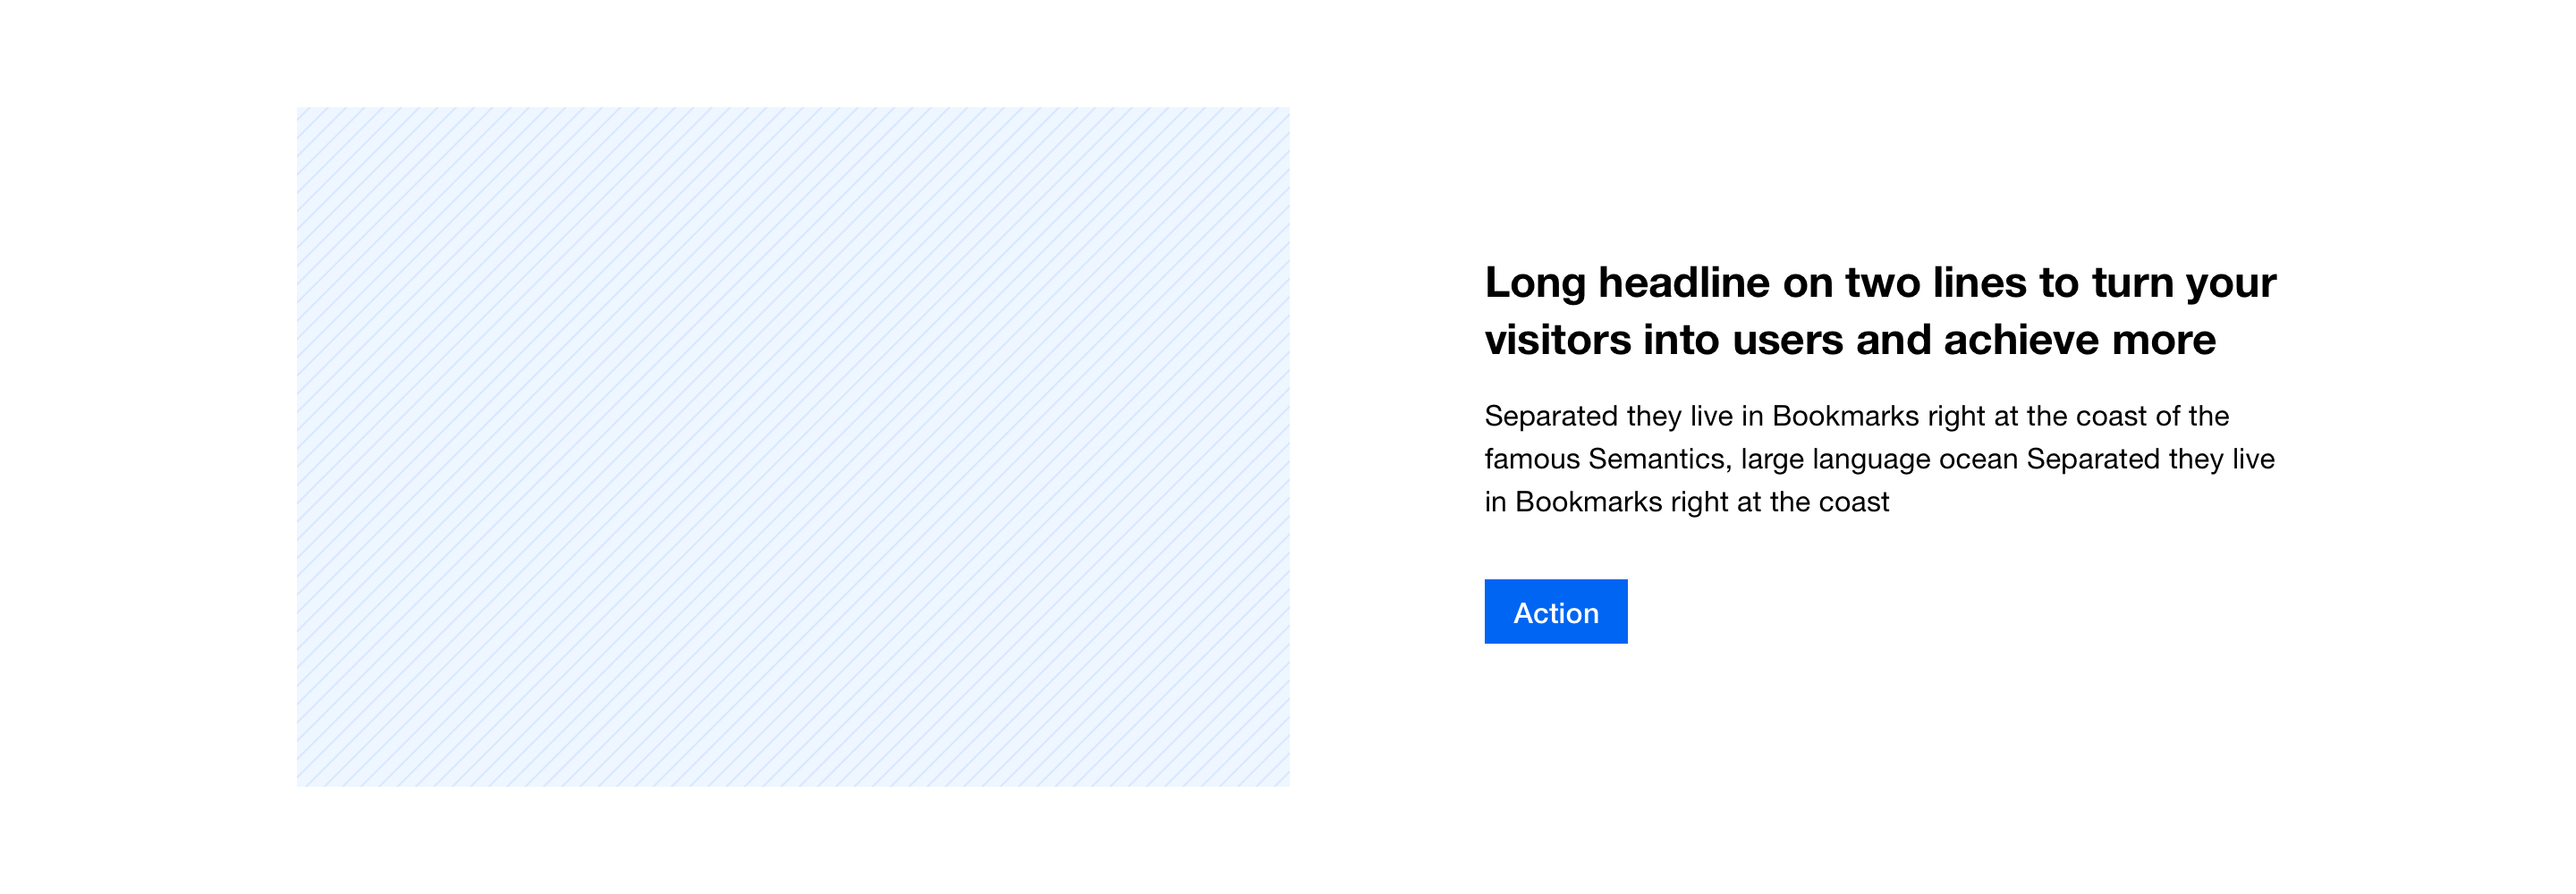 Long headline on two lines to turn your
visitors into users and achieve more
Separated they live in Bookmarks right at the coast of the
famous Semantics, large language ocean Separated they live
in Bookmarks right at the coast
Action